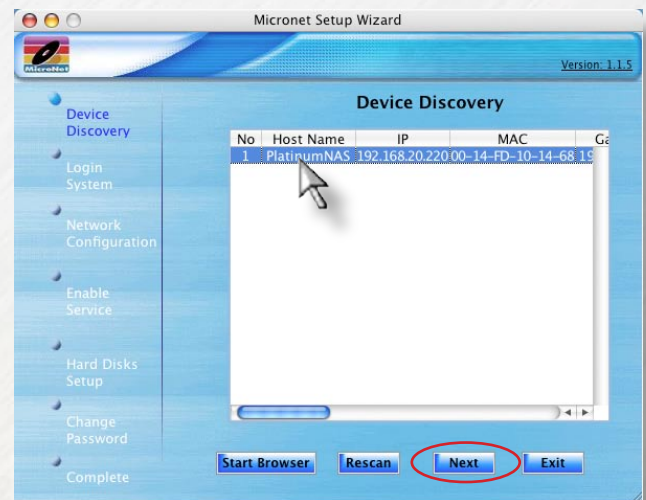 Micronet Setup Wizard
MicroNet
Version: 1.1.5
Device
Discovery
Login
System
Network
Configuration
Enable
Service
Hard Disks
Setup
Change
Password
Complete
Device Discovery
No Host Name IP MAC Ga
1 PlatinumNAS 192.168.20.220 00-14-FD-10-14-68 19
Start Browser Rescan Next Exit